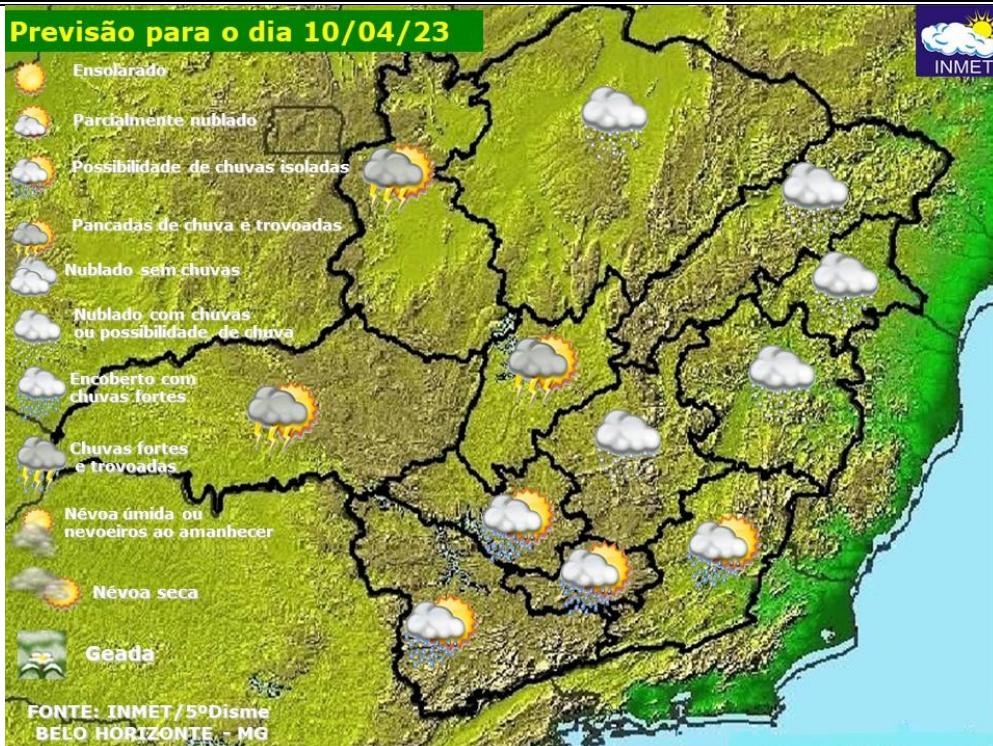 Previsão para o dia 10/04/23
INMET
Ensolarado
Parcialmente nublado
Possibilidade de chuvas isoladas
Pancadas de chuva e trovoadas
Nublado sem chuvas
Nublado com chuvas
ou possibilidade de chuva
Encoberto com
chuvas fortes
Chuvas fortes
e trovoadas
Névoa úmida ou
nevoeiros ao amanhecer
Névoa seca
Geada
FONTE: INMET/5ºDisme
BELO HORIZONTE - MG